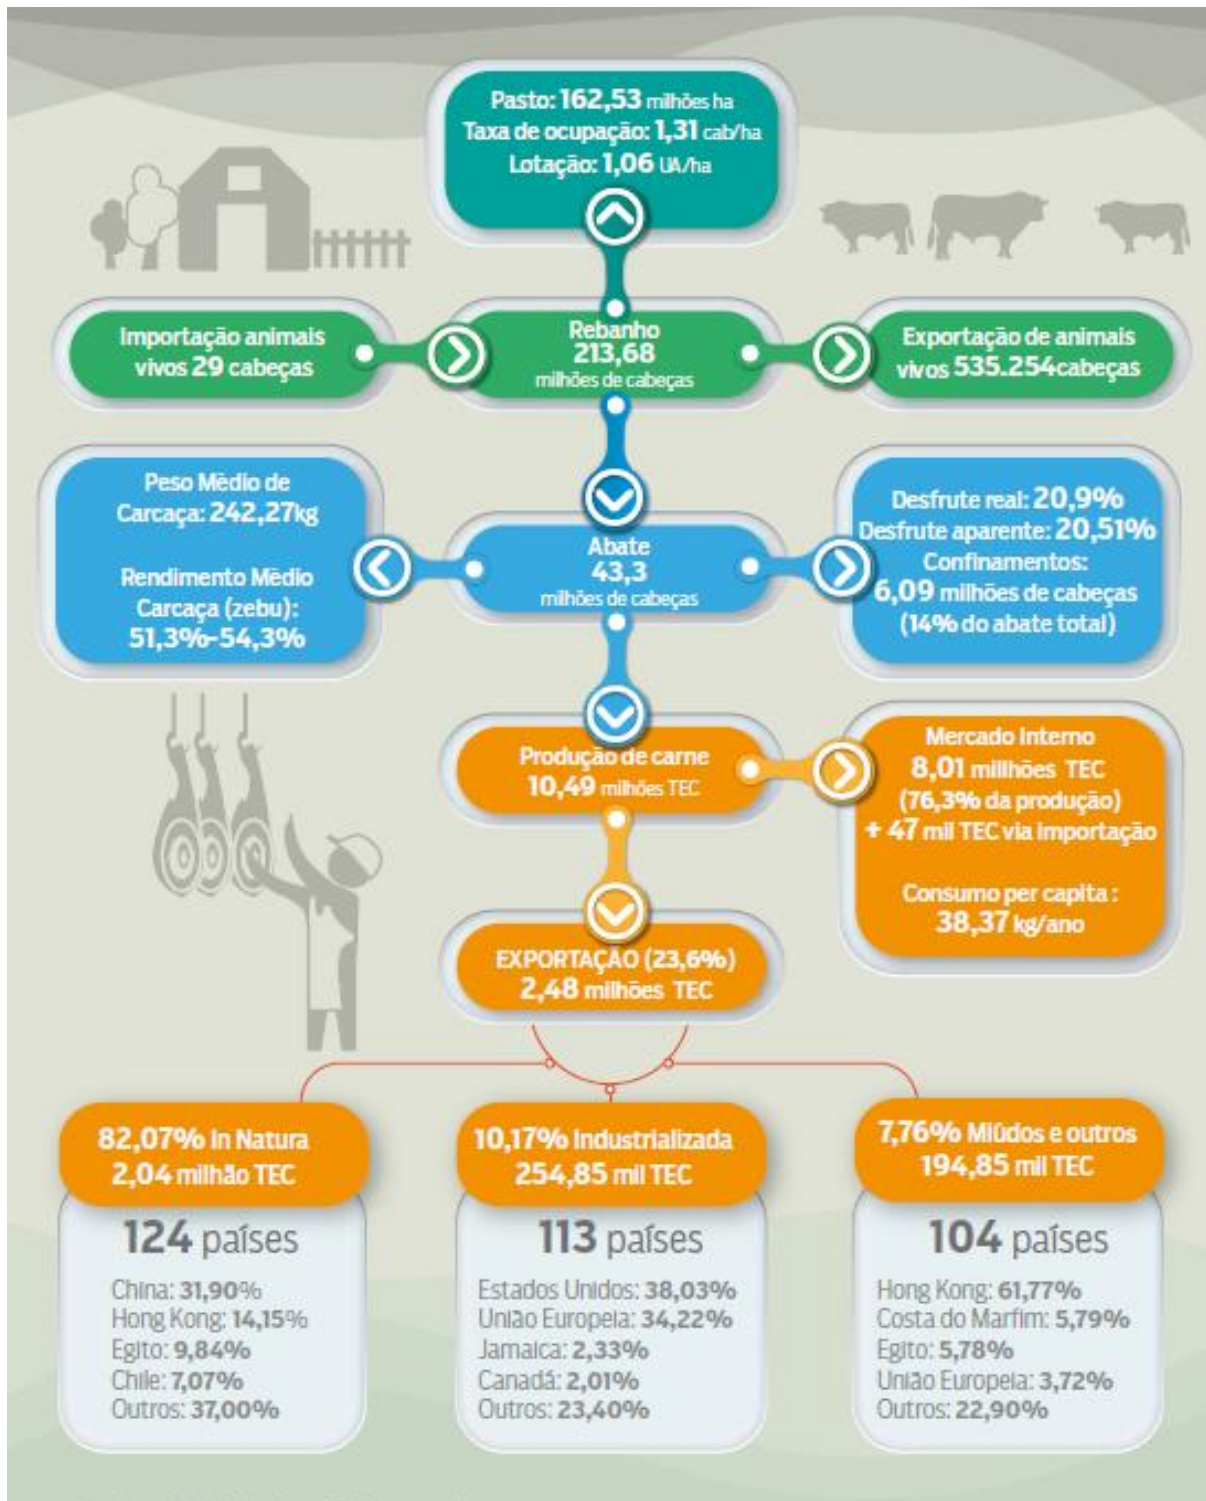 Pasto: 162,53 milhões ha
Taxa de ocupação: 1,31 cab/ha
Lotação: 1,06 UA/ha
Importação animais
vivos 29 cabeças
Rebanho
213,68
milhões de cabeças
Exportação de animais
vivos 535.254cabeças
Peso Médio de
Carcaça: 242,27kg
Rendimento Médio
Carcaça (zebu):
51,3%-54,3%
Abate
43,3
milhões de cabeças
Desfrute real: 20,9%
Desfrute aparente: 20,51%
Confinamentos:
6,09 milhões de cabeças
(14% do abate total)
Produção de carne
10,49 milhões TEC
Mercado Interno
8,01 millhões TEC
(76,3% da produção)
+ 47 mil TEC via importação
Consumo per capita :
38,37 kg/ano
EXPORTAÇÃO (23,6%)
2,48 milhões TEC
82,07% In Natura
2,04 milhão TEC
124 países
China: 31,90%
Hong Kong: 14,15%
Egito: 9,84%
Chile: 7,07%
Outros: 37,00%
10,17% Industrializada
254,85 mil TEC
113 países
Estados Unidos: 38,03%
União Europeia: 34,22%
Jamaica: 2,33%
Canadá: 2,01%
Outros: 23,40%
7,76% Miúdos e outros
194,85 mil TEC
104 países
Hong Kong: 61,77%
Costa do Marfim: 5,79%
Egito: 5,78%
União Europeia: 3,72%
Outros: 22,90%